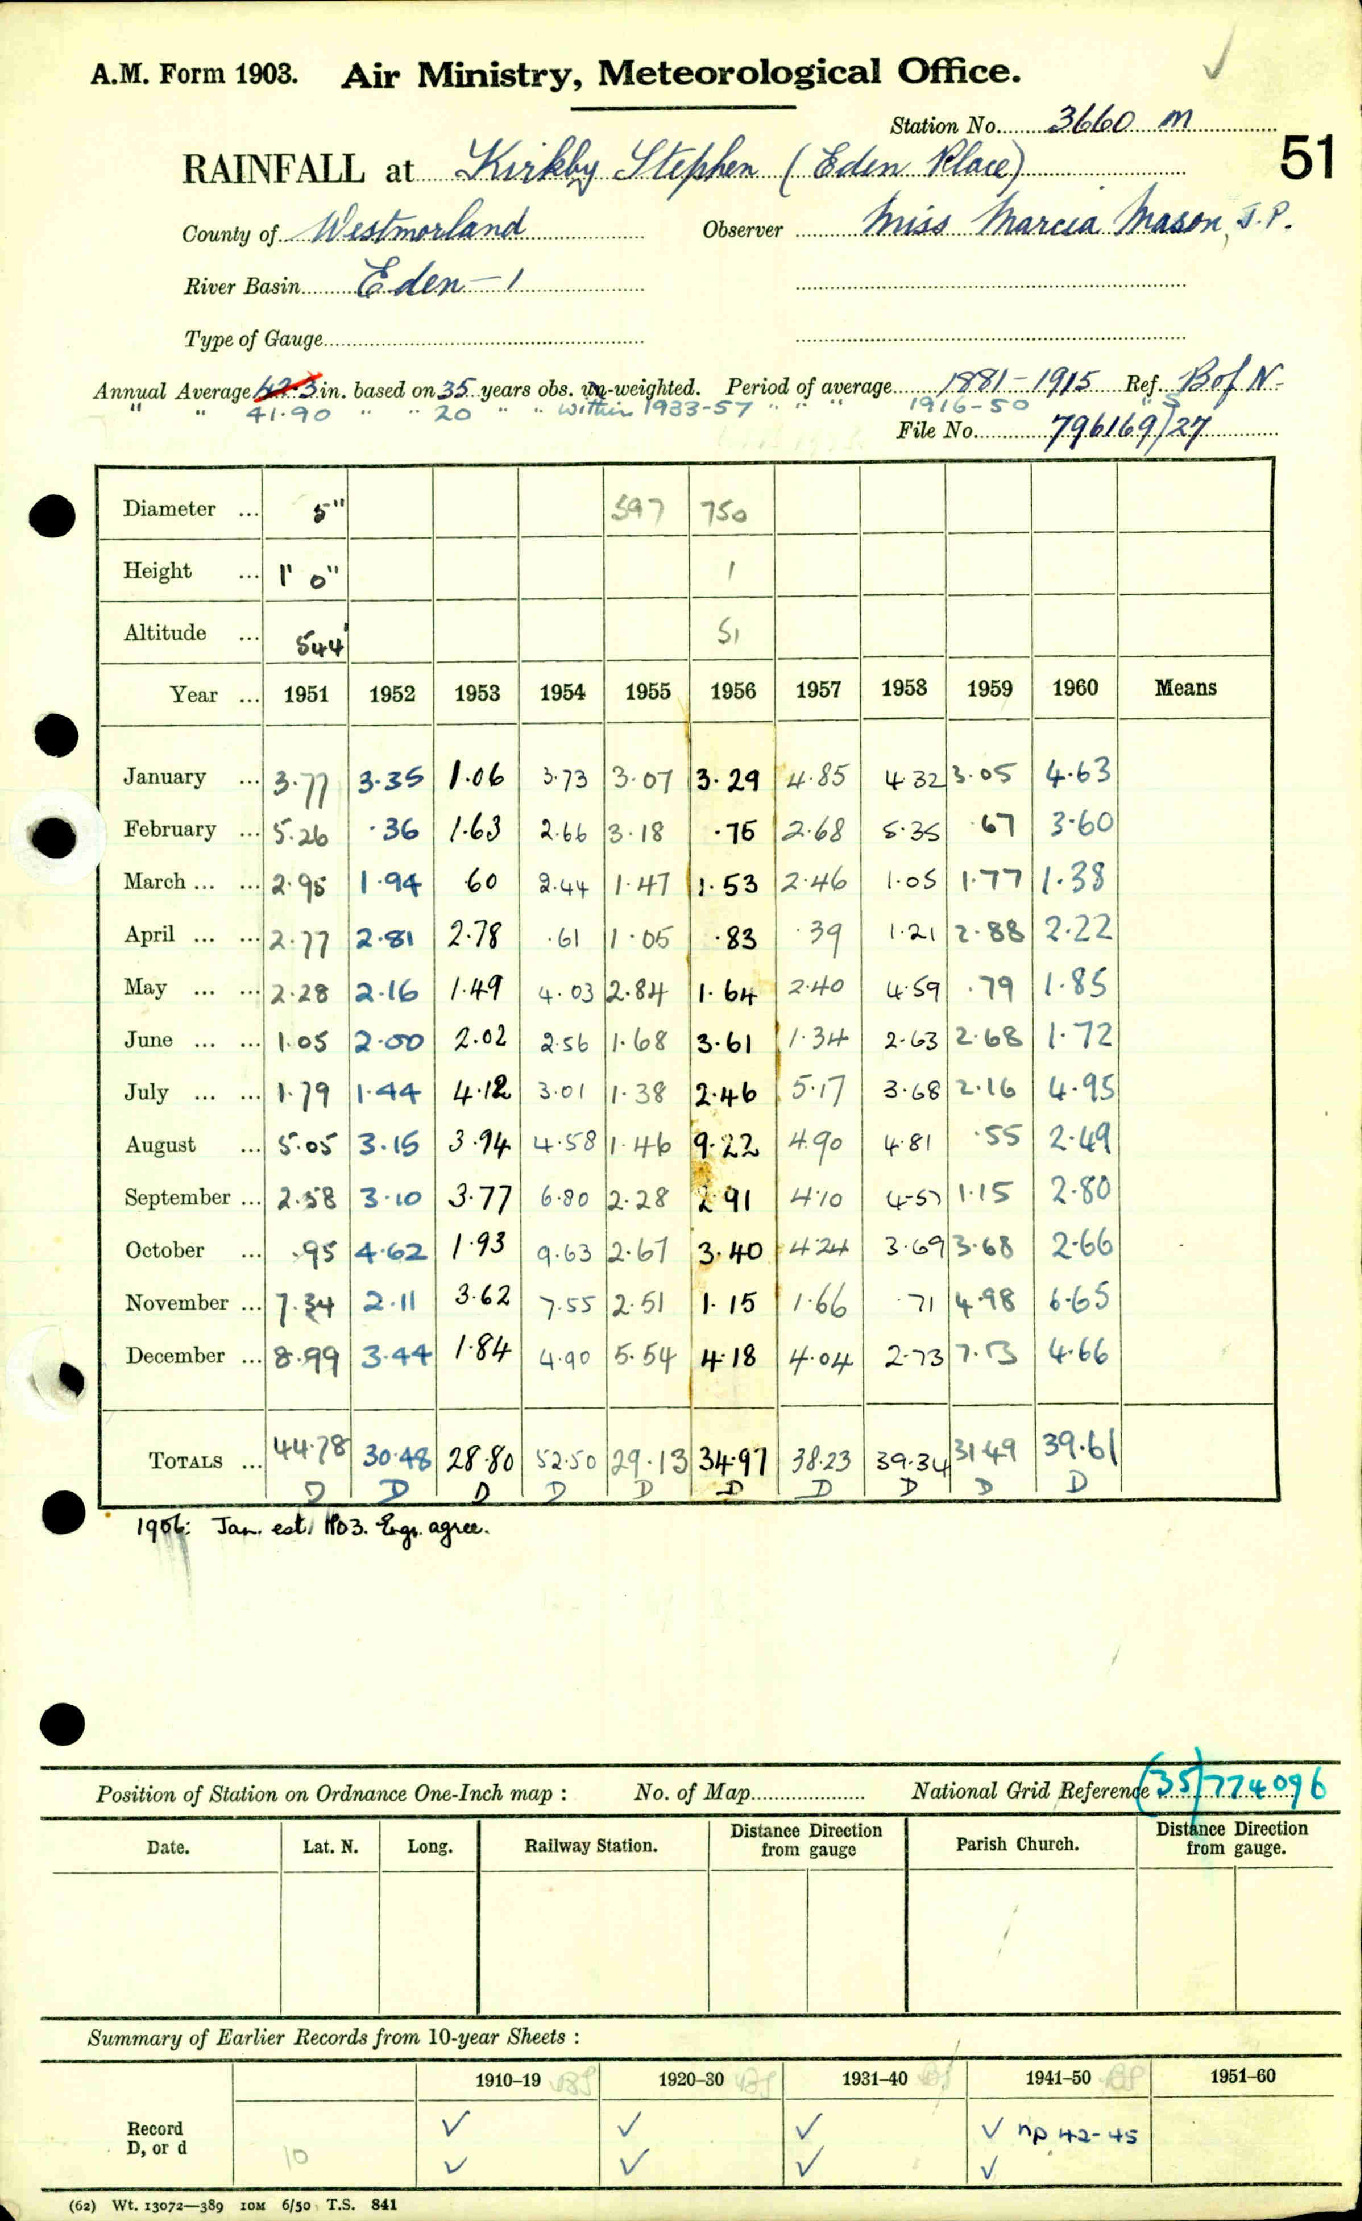 A.M. Form 1903. Air Ministry, Meteorological Office.
Station No. 3660 m
51
RAINFALL at Kirkby Stephen (Eden Place)
County of Westmorland Observer Miss Marcia Mason, J.P.
River Basin Eden - 1
Type of Gauge
Annual Average 42.3 in. based on 35 years obs. un-weighted. Period of average 1881-1915 Ref. B of N-
" " 41.90 " " 20 " " within 1933-57 " " " 1916-50 " S
File No. 796169/27
Diameter ... 5" 597 750
Height ... 1' 0" 1
Altitude ... 544' 51
Year ... 1951 1952 1953 1954 1955 1956 1957 1958 1959 1960 Means
January ... 3.77 3.35 1.06 3.73 3.07 3.29 4.85 4.32 3.05 4.63
February ... 5.26 .36 1.63 2.66 3.18 .75 2.68 5.35 .67 3.60
March ... ... 2.95 1.94 60 2.44 1.47 1.53 2.46 1.05 1.77 1.38
April ... ... 2.77 2.81 2.78 .61 1.05 .83 .39 1.21 2.88 2.22
May ... ... 2.28 2.16 1.49 4.03 2.84 1.64 2.40 4.59 .79 1.85
June ... ... 1.05 2.00 2.02 2.56 1.68 3.61 1.34 2.63 2.68 1.72
July ... ... 1.79 1.44 4.12 3.01 1.38 2.46 5.17 3.68 2.16 4.95
August ... 5.05 3.15 3.94 4.58 1.46 9.22 4.90 4.81 .55 2.49
September ... 2.58 3.10 3.77 6.80 2.28 2.91 4.10 4.57 1.15 2.80
October ... .95 4.62 1.93 9.63 2.67 3.40 4.24 3.69 3.68 2.66
November ... 7.34 2.11 3.62 7.55 2.51 1.15 1.66 .71 4.98 6.65
December ... 8.99 3.44 1.84 4.90 5.54 4.18 4.04 2.73 7.13 4.66
TOTALS ... 44.78 30.48 28.80 52.50 29.13 34.97 38.23 39.34 31.49 39.61
D D D D D D D D D D
1956: Jan. est. 1903. Egr. agree.
Position of Station on Ordnance One-Inch map : No. of Map National Grid Reference (35)774096
Date. Lat. N. Long. Railway Station. Distance from Direction gauge Parish Church. Distance from Direction gauge.
Summary of Earlier Records from 10-year Sheets :
1910-19 BS 1920-30 BS 1931-40 BS 1941-50 BS 1951-60
Record ✓ ✓ ✓ ✓ np 42-45
D, or d 10 ✓ ✓ ✓ ✓
(62) Wt. 13072—389 10M 6/50 T.S. 841